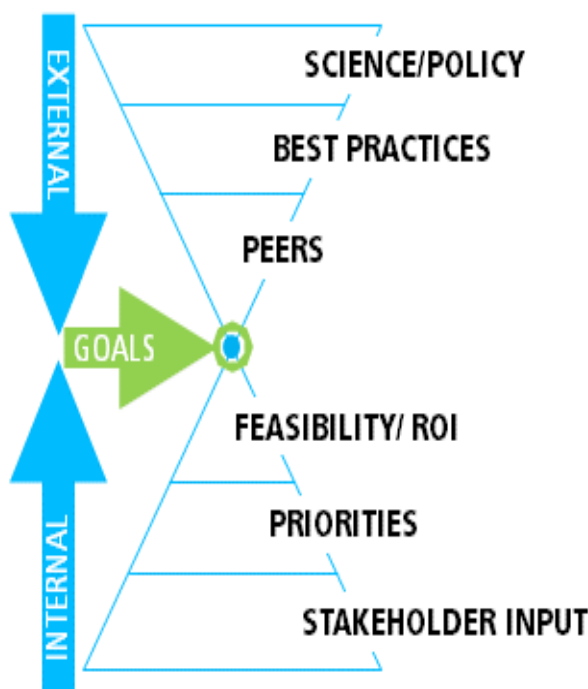 EXTERNAL
SCIENCE/POLICY
BEST PRACTICES
PEERS
GOALS
FEASIBILITY/ ROI
PRIORITIES
STAKEHOLDER INPUT
INTERNAL